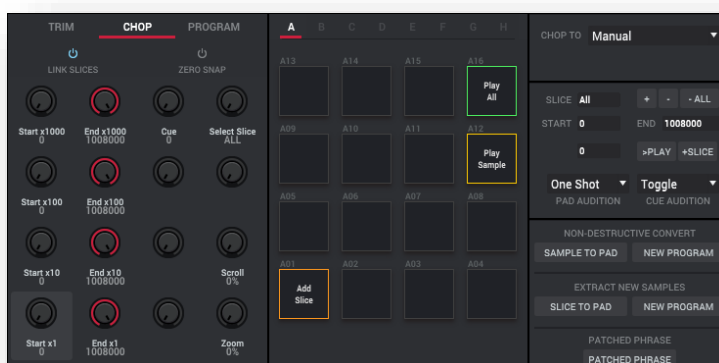 TRIM CHOP PROGRAM
LINK SLICES ZERO SNAP
Start x1000 End x1000 Cue Select Slice
0 1008000 0 ALL
Start x100 End x100
0 1008000
Start x10 End x10 Scroll
0 1008000 0%
Start x1 End x1 Zoom
0 1008000 0%
A B C D E F G H
A13 A14 A15 A16
Play
All
A09 A10 A11 A12
Play
Sample
A05 A06 A07 A08
A01 A02 A03 A04
Add
Slice
CHOP TO Manual
SLICE All + - - ALL
START 0 END 1008000
0 >PLAY +SLICE
One Shot Toggle
PAD AUDITION CUE AUDITION
NON-DESTRUCTIVE CONVERT
SAMPLE TO PAD NEW PROGRAM
EXTRACT NEW SAMPLES
SLICE TO PAD NEW PROGRAM
PATCHED PHRASE
PATCHED PHRASE